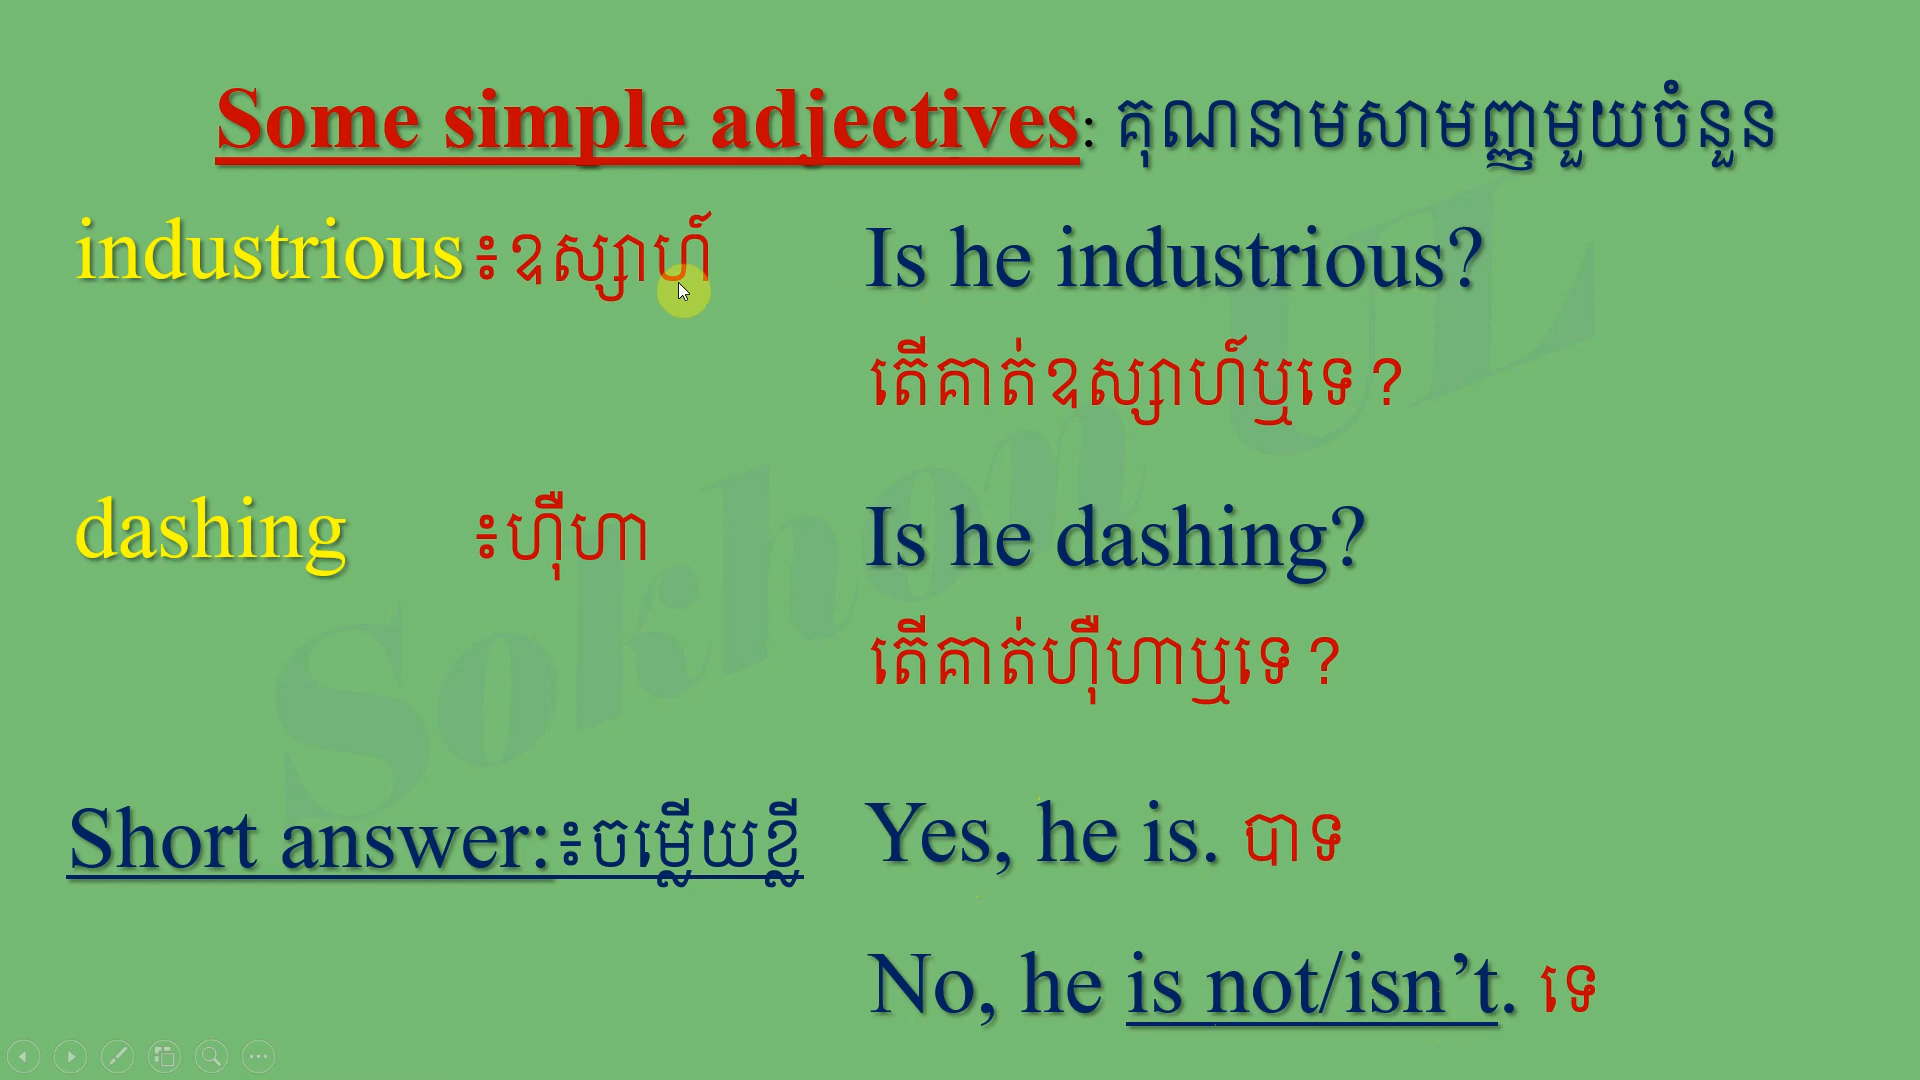 Some simple adjectives: គុណនាមសាមញ្ញមួយចំនួន
industrious ៖ឧស្សាហ៍ Is he industrious?
តើគាត់ឧស្សាហ៍ឬទេ?
dashing ៖ហ៊ឺហា Is he dashing?
តើគាត់ហ៊ឺហាឬទេ?
Short answer:៖ចម្លើយខ្លី Yes, he is. បាទ
No, he is not/isn’t. ទេ
Sokhon UL